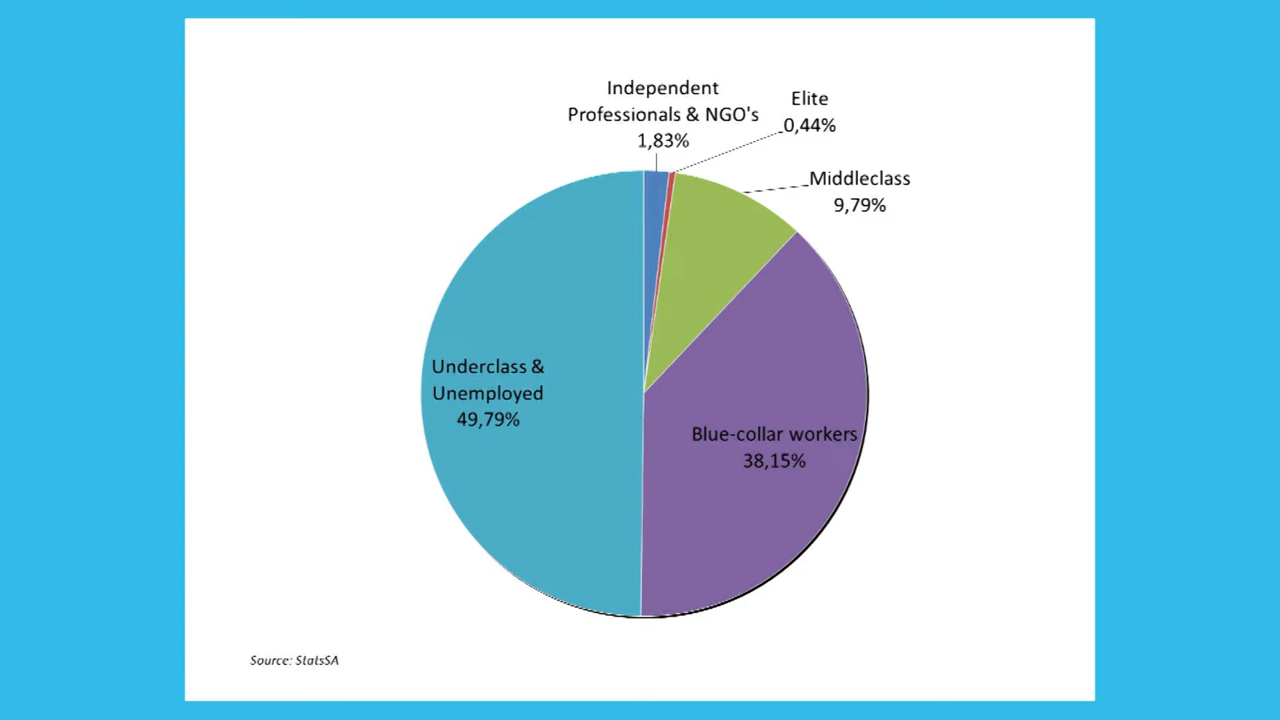 Independent
Professionals & NGO's
1,83%
Elite
0,44%
Middleclass
9,79%
Underclass &
Unemployed
49,79%
Blue-collar workers
38,15%
Source: StatsSA